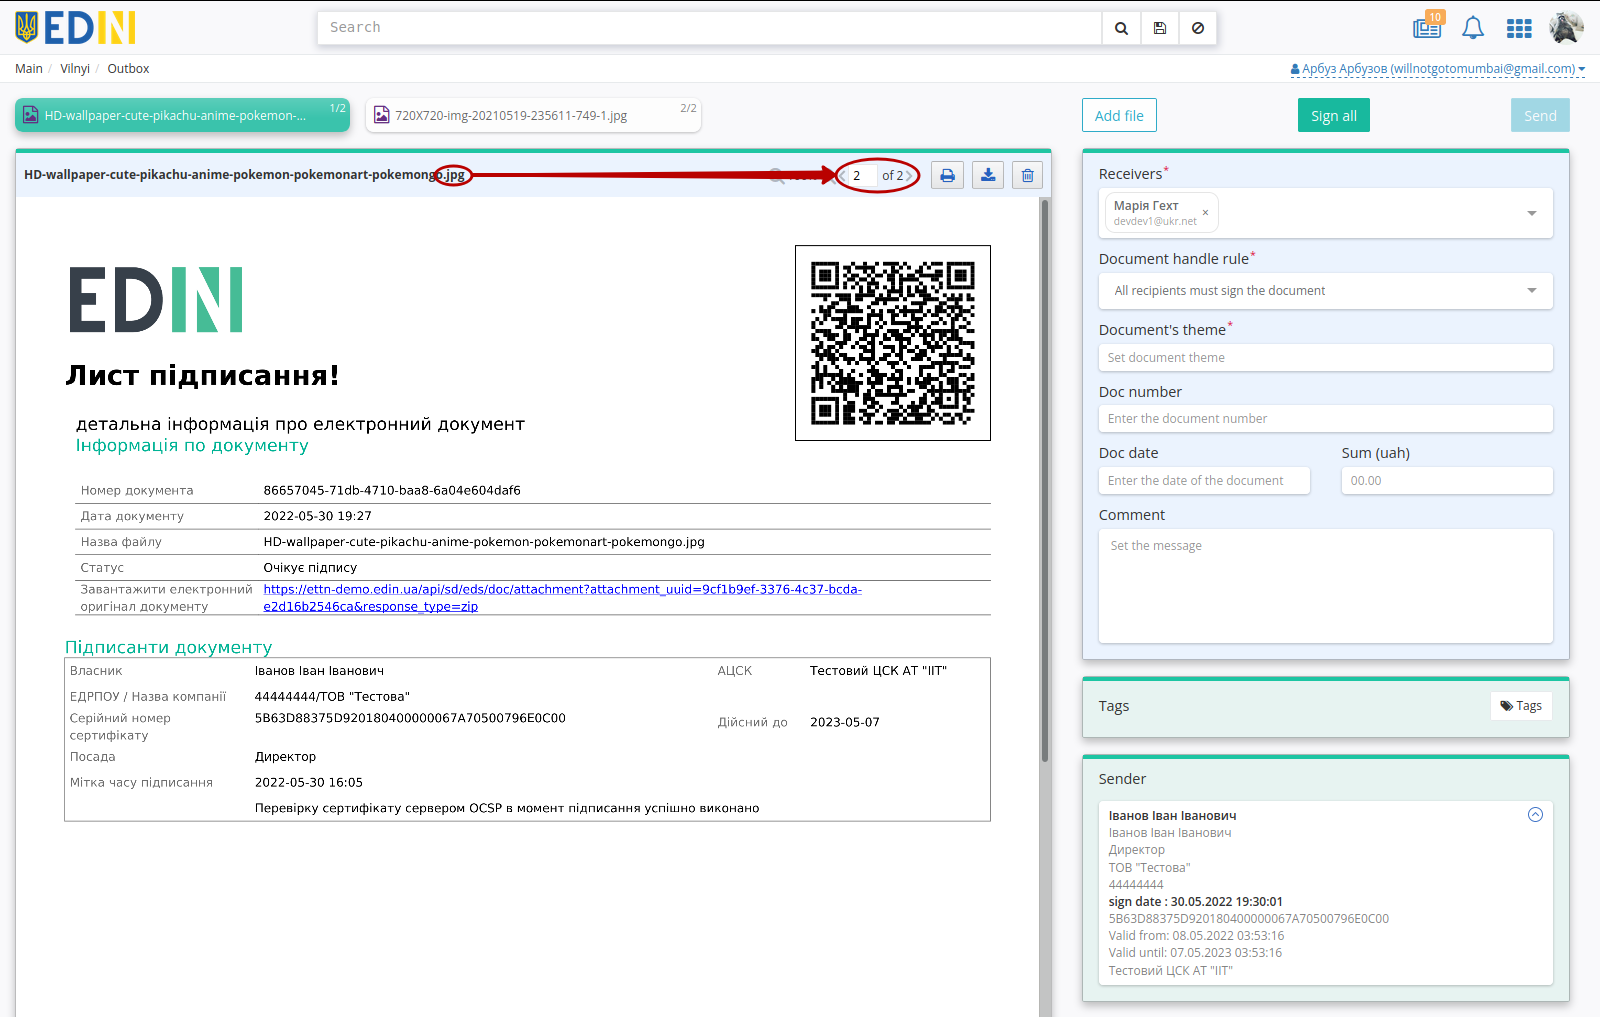 EDIN
Search
10
Main / Vilnyi / Outbox
Арбуз Арбузов (willnotgotomumbai@gmail.com)
HD-wallpaper-cute-pikachu-anime-pokemon-...
1/2
720X720-img-20210519-235611-749-1.jpg
2/2
Add file
Sign all
Send
HD-wallpaper-cute-pikachu-anime-pokemon-pokemonart-pokemongo.jpg
2 of 2
EDIN
Лист підписання!
детальна інформація про електронний документ
Інформація по документу
Номер документа 86657045-71db-4710-baa8-6a04e604daf6
Дата документу 2022-05-30 19:27
Назва файлу HD-wallpaper-cute-pikachu-anime-pokemon-pokemonart-pokemongo.jpg
Статус Очікує підпису
Завантажити електронний https://ettn-demo.edin.ua/api/sd/eds/doc/attachment?attachment_uuid=9cf1b9ef-3376-4c37-bcda-
оригінал документу e2d16b2546ca&response_type=zip
Підписанти документу
Власник Іванов Іван Іванович АЦСК Тестовий ЦСК АТ "ІІТ"
ЕДРПОУ / Назва компанії 44444444/ТОВ "Тестова"
Серійний номер 5B63D88375D920180400000067A70500796E0C00
сертифікату
Дійсний до 2023-05-07
Посада Директор
Мітка часу підписання 2022-05-30 16:05
Перевірку сертифікату сервером OCSP в момент підписання успішно виконано
Receivers*
Марія Гехт ×
devdev1@ukr.net
Document handle rule*
All recipients must sign the document
Document's theme*
Set document theme
Doc number
Enter the document number
Doc date Sum (uah)
Enter the date of the document 00.00
Comment
Set the message
Tags Tags
Sender
Іванов Іван Іванович
Іванов Іван Іванович
Директор
ТОВ "Тестова"
44444444
sign date : 30.05.2022 19:30:01
5B63D88375D920180400000067A70500796E0C00
Valid from: 08.05.2022 03:53:16
Valid until: 07.05.2023 03:53:16
Тестовий ЦСК АТ "ІІТ"